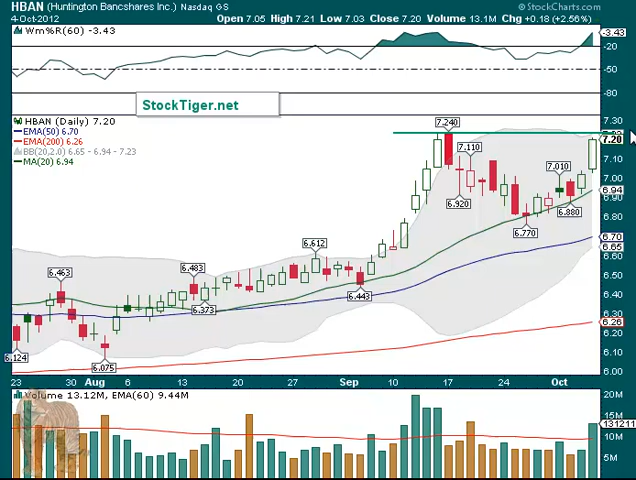 HBAN (Huntington Bancshares Inc.) Nasdaq GS © StockCharts.com
4-Oct-2012 Open 7.05 High 7.21 Low 7.03 Close 7.20 Volume 13.1M Chg +0.18 (+2.56%)
Wm%R(60) -3.43
-3.43
-20
-50
-80
StockTiger.net
HBAN (Daily) 7.20
EMA(50) 6.70
EMA(200) 6.26
BB(20,2.0) 6.65 - 6.94 - 7.23
MA(20) 6.94
7.240
7.110
7.010
6.920
6.880
6.770
6.612
6.483
6.463
6.443
6.373
6.124
6.075
7.30
7.20
7.10
7.00
6.94
6.90
6.80
6.70
6.65
6.50
6.40
6.30
6.26
6.20
6.10
6.00
23 30 Aug 6 13 20 27 Sep 10 17 24 Oct
Volume 13.12M, EMA(60) 9.44M
20M
15M
131211
10M
5M
StockTiger.net